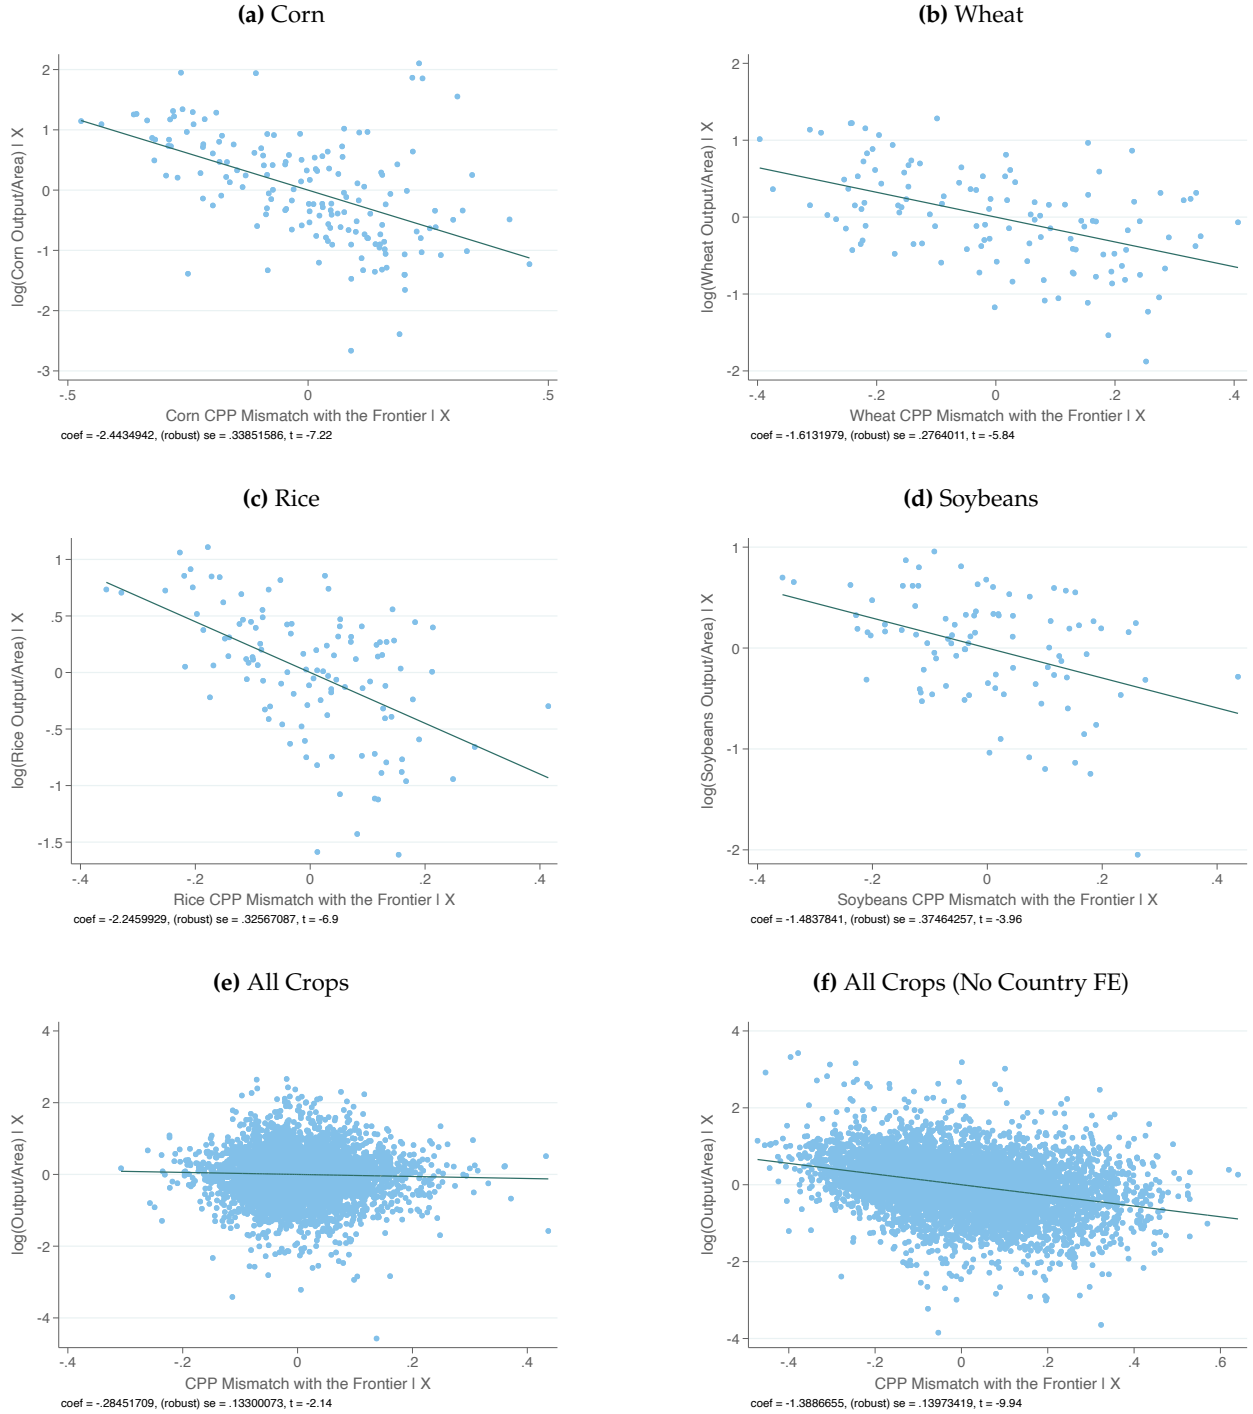 (a) Corn
2
1
0
-1
-2
-3
log(Corn Output/Area) | X
-.5
0
.5
Corn CPP Mismatch with the Frontier | X
coef = -2.4434942, (robust) se = .33851586, t = -7.22
(b) Wheat
2
1
0
-1
-2
log(Wheat Output/Area) | X
-.4
-.2
0
.2
.4
Wheat CPP Mismatch with the Frontier | X
coef = -1.6131979, (robust) se = .2764011, t = -5.84
(c) Rice
1
.5
0
-.5
-1
-1.5
log(Rice Output/Area) | X
-.4
-.2
0
.2
.4
Rice CPP Mismatch with the Frontier | X
coef = -2.2459929, (robust) se = .32567087, t = -6.9
(d) Soybeans
1
0
-1
-2
log(Soybeans Output/Area) | X
-.4
-.2
0
.2
.4
Soybeans CPP Mismatch with the Frontier | X
coef = -1.4837841, (robust) se = .37464257, t = -3.96
(e) All Crops
4
2
0
-2
-4
log(Output/Area) | X
-.4
-.2
0
.2
.4
CPP Mismatch with the Frontier | X
coef = -.28451709, (robust) se = .13300073, t = -2.14
(f) All Crops (No Country FE)
4
2
0
-2
-4
log(Output/Area) | X
-.4
-.2
0
.2
.4
.6
CPP Mismatch with the Frontier | X
coef = -1.3886655, (robust) se = .13973419, t = -9.94